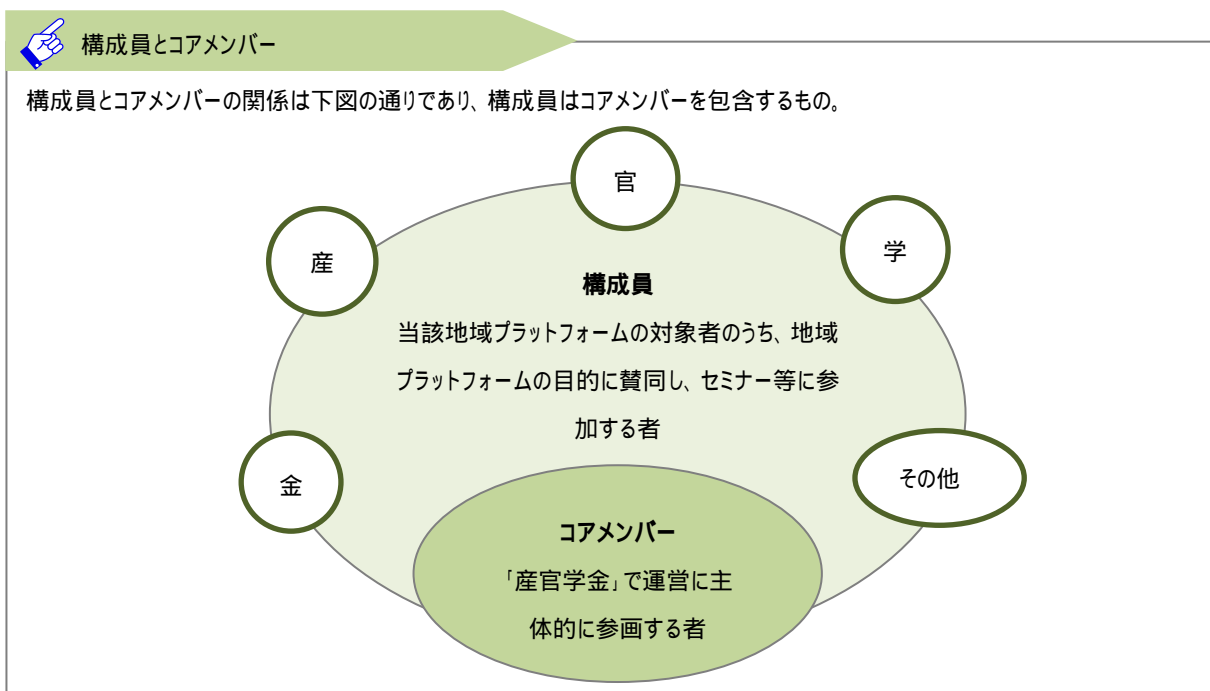 構成員とコアメンバー
構成員とコアメンバーの関係は下図の通りであり、構成員はコアメンバーを包含するもの。
官
産
学
構成員
当該地域プラットフォームの対象者のうち、地域
プラットフォームの目的に賛同し、セミナー等に参
加する者
金
その他
コアメンバー
「産官学金」で運営に主
体的に参画する者